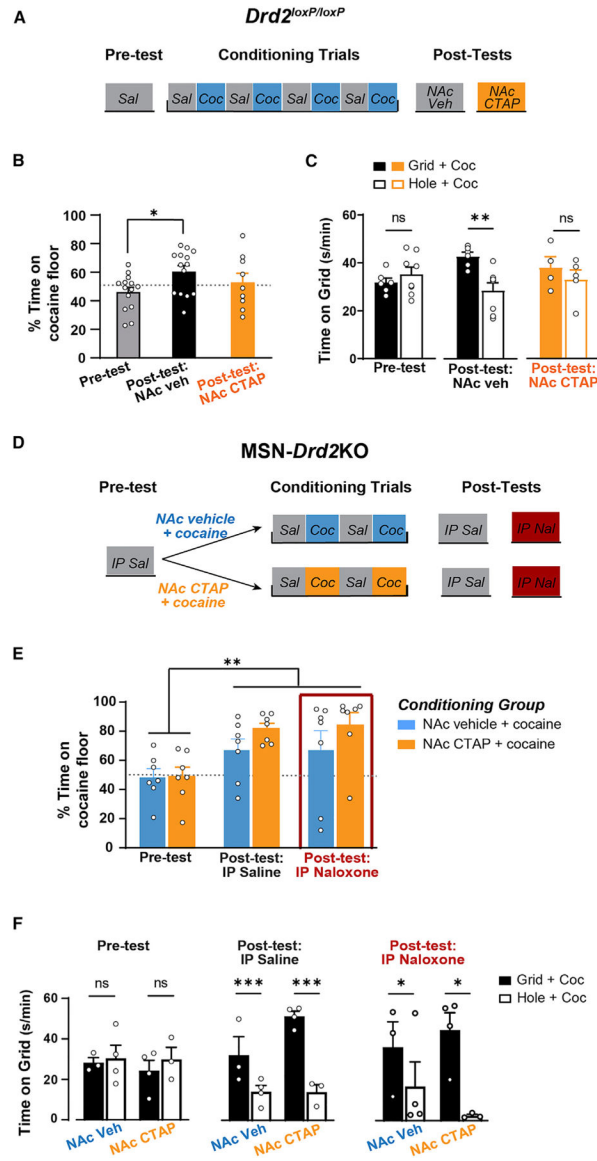 A
Drd2loxP/loxP
Pre-test Conditioning Trials Post-Tests
Sal Sal Coc Sal Coc Sal Coc Sal Coc NAc Veh NAc CTAP
B
*
% Time on cocaine floor
100
80
60
40
20
0
Pre-test
Post-test: NAc veh
Post-test: NAc CTAP
C
Grid + Coc
Hole + Coc
ns ** ns
Time on Grid (s/min)
60
40
20
0
Pre-test
Post-test: NAc veh
Post-test: NAc CTAP
D
MSN-Drd2KO
Pre-test Conditioning Trials Post-Tests
NAc vehicle
+ cocaine
Sal Coc Sal Coc IP Sal IP Nal
IP Sal
NAc CTAP
+ cocaine
Sal Coc Sal Coc IP Sal IP Nal
E
**
% Time on cocaine floor
100
80
60
40
20
0
Pre-test
Post-test: IP Saline
Post-test: IP Naloxone
Conditioning Group
NAc vehicle + cocaine
NAc CTAP + cocaine
F
Pre-test
Post-test: IP Saline
Post-test: IP Naloxone
Grid + Coc
Hole + Coc
ns ns *** *** * *
Time on Grid (s/min)
60
40
20
0
NAc Veh NAc CTAP NAc Veh NAc CTAP NAc Veh NAc CTAP